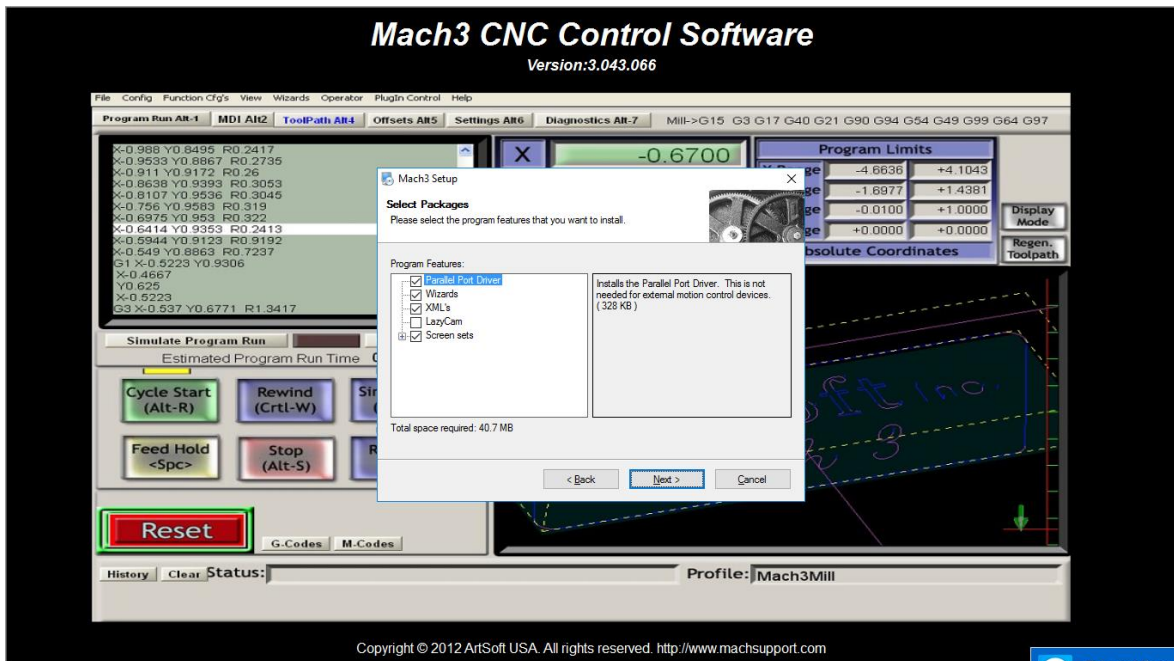 Mach3 CNC Control Software
Version:3.043.066
File Config Function Cfg's View Wizards Operator PlugIn Control Help
Program Run Alt-1 MDI Alt2 ToolPath Alt4 Offsets Alt5 Settings Alt6 Diagnostics Alt-7 Mill->G15 G3 G17 G40 G21 G90 G94 G54 G49 G99 G64 G97
X-0.988 Y0.8495 R0.2417
X-0.9533 Y0.8867 R0.2735
X-0.911 Y0.9172 R0.26
X-0.8638 Y0.9393 R0.3053
X-0.8107 Y0.9536 R0.3045
X-0.756 Y0.9583 R0.319
X-0.6975 Y0.953 R0.322
X-0.6414 Y0.9353 R0.2413
X-0.5944 Y0.9123 R0.9192
X-0.549 Y0.8863 R0.7237
G1 X-0.5223 Y0.9306
X-0.4667
Y0.625
X-0.5223
G3 X-0.537 Y0.6771 R1.3417
X -0.6700
Program Limits
-4.6636 +4.1043
-1.6977 +1.4381
-0.0100 +1.0000
+0.0000 +0.0000
Coordinates
Display Mode
Regen. Toolpath
Mach3 Setup
Select Packages
Please select the program features that you want to install.
Program Features:
Parallel Port Driver
Wizards
XML's
LazyCam
Screen sets
Installs the Parallel Port Driver. This is not
needed for external motion control devices.
( 328 KB )
Total space required: 40.7 MB
< Back Next > Cancel
Simulate Program Run
Estimated Program Run Time
Cycle Start
(Alt-R)
Rewind
(Crtl-W)
Feed Hold
<Spc>
Stop
(Alt-S)
Inc.
3
Reset
G-Codes M-Codes
History Clear Status: Profile: Mach3Mill
Copyright © 2012 ArtSoft USA. All rights reserved. http://www.machsupport.com